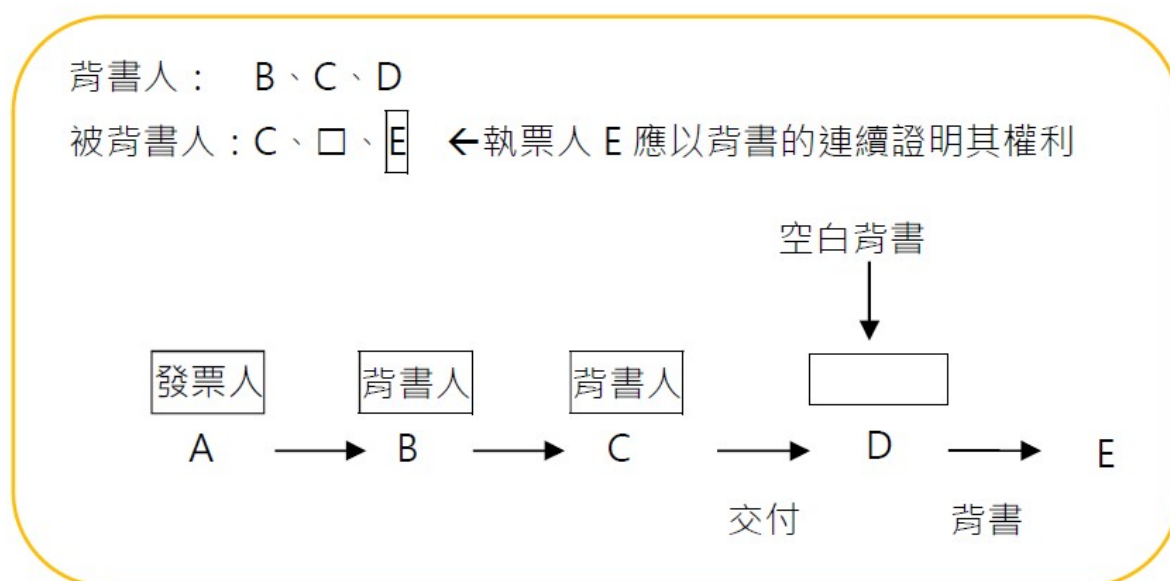 背書人： B、C、D
被背書人：C、□、E ←執票人 E 應以背書的連續證明其權利
空白背書
發票人 背書人 背書人
A B C D E
交付 背書